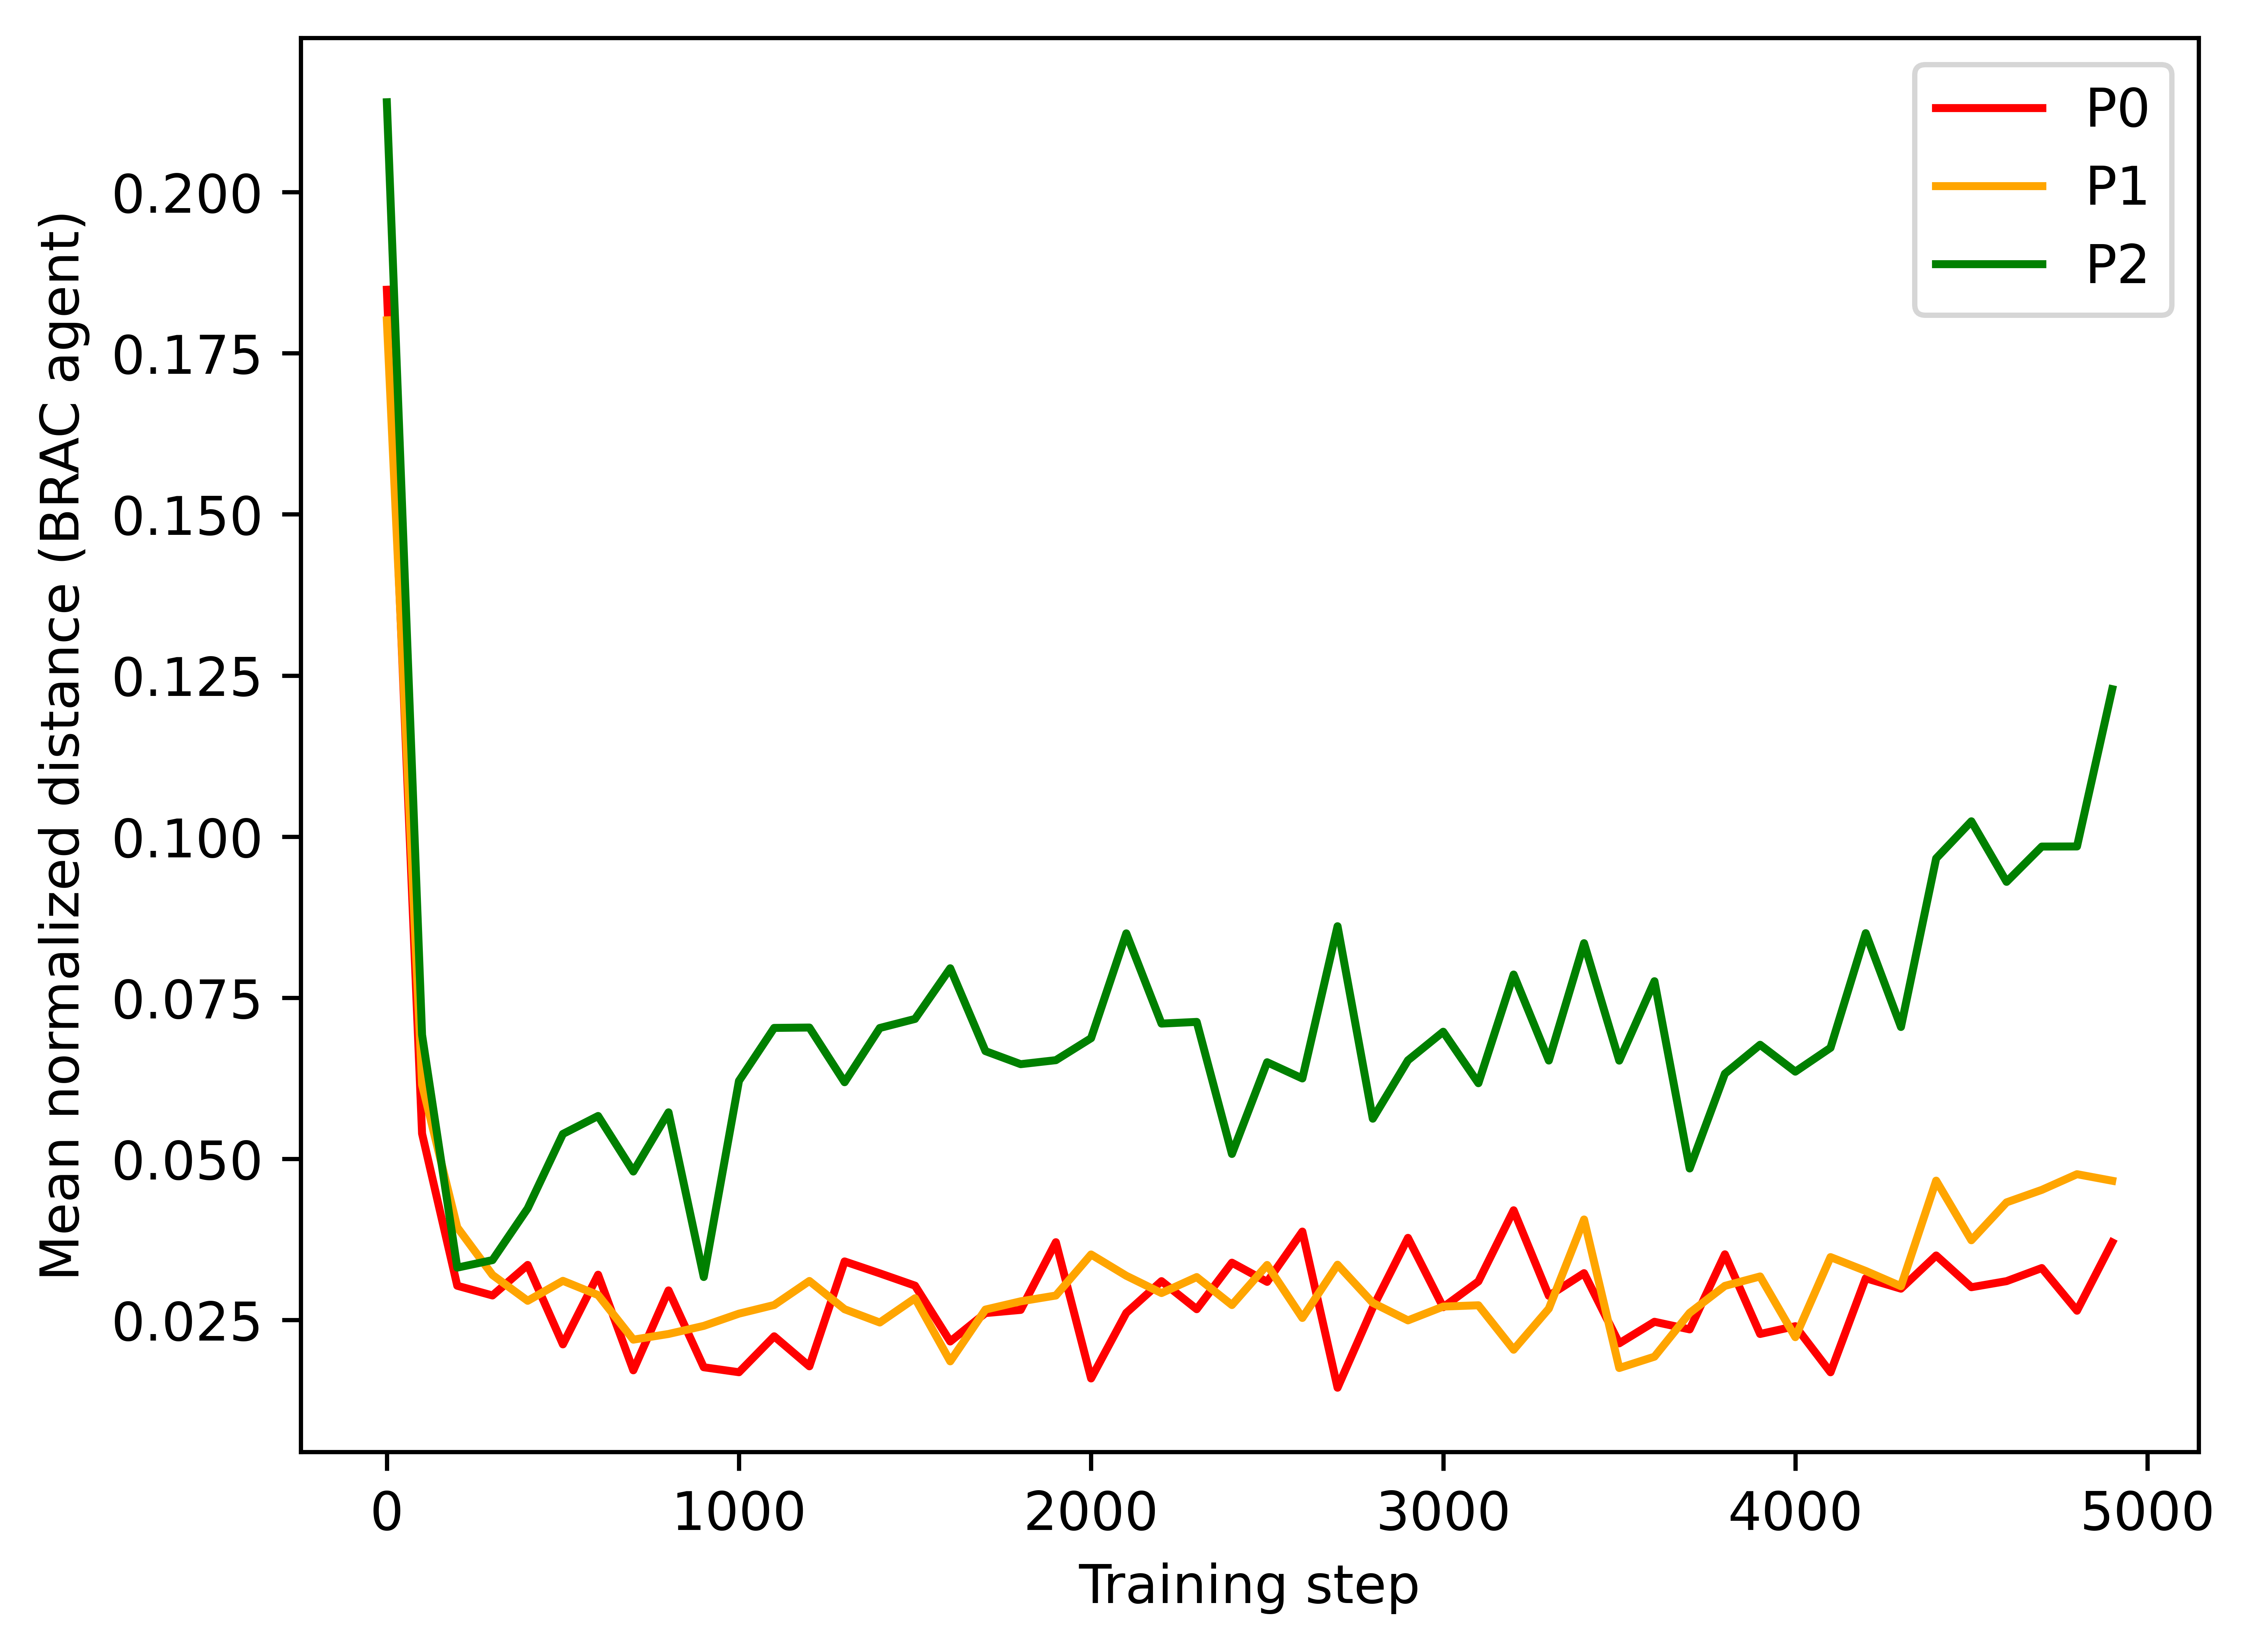 P0
P1
P2
0.200
0.175
0.150
0.125
0.100
0.075
0.050
0.025
Mean normalized distance (BRAC agent)
0 1000 2000 3000 4000 5000
Training step